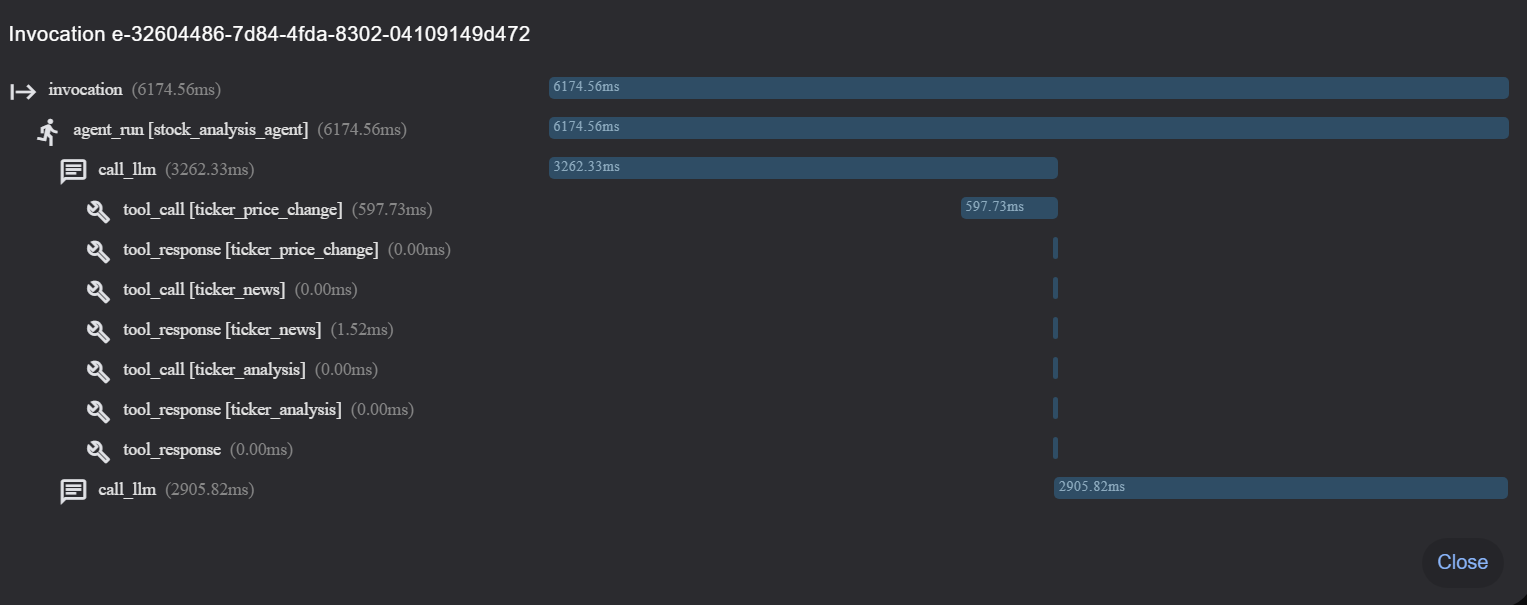 Invocation e-32604486-7d84-4fda-8302-04109149d472
invocation (6174.56ms) 6174.56ms
agent_run [stock_analysis_agent] (6174.56ms) 6174.56ms
call_llm (3262.33ms) 3262.33ms
tool_call [ticker_price_change] (597.73ms) 597.73ms
tool_response [ticker_price_change] (0.00ms)
tool_call [ticker_news] (0.00ms)
tool_response [ticker_news] (1.52ms)
tool_call [ticker_analysis] (0.00ms)
tool_response [ticker_analysis] (0.00ms)
tool_response (0.00ms)
call_llm (2905.82ms) 2905.82ms
Close